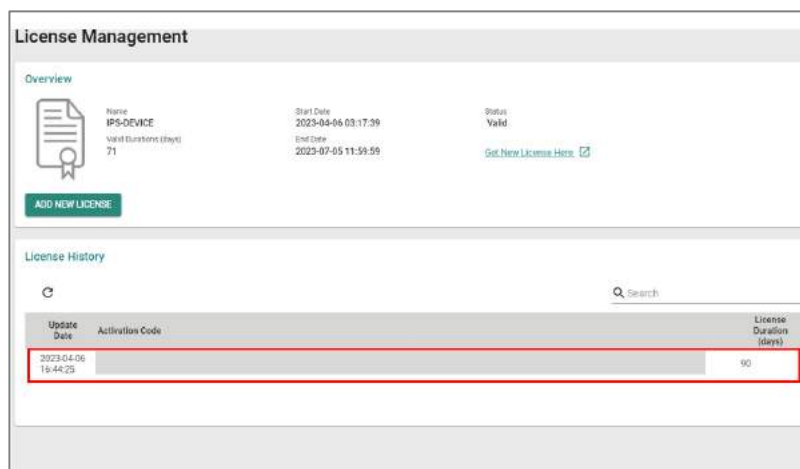 License Management
Overview
Name
IPS-DEVICE
Start Date
2023-04-06 03:17:39
Status
Valid
Valid Durations (days)
71
End Date
2023-07-05 11:59:59
Get New License Here
ADD NEW LICENSE
License History
Search
Update Date
Activation Code
License Duration (days)
2023-04-06
16:44:25
90